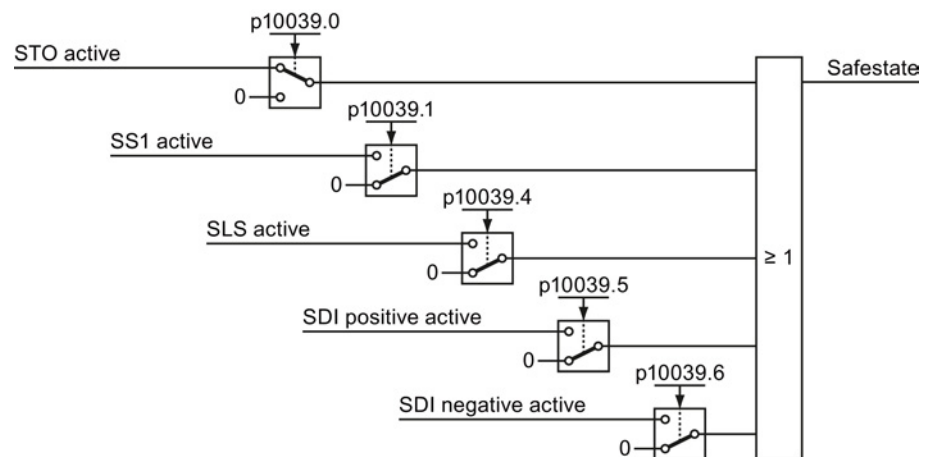 p10039.0
STO active
Safestate
0
p10039.1
SS1 active
0
p10039.4
SLS active
0
≥ 1
p10039.5
SDI positive active
0
p10039.6
SDI negative active
0